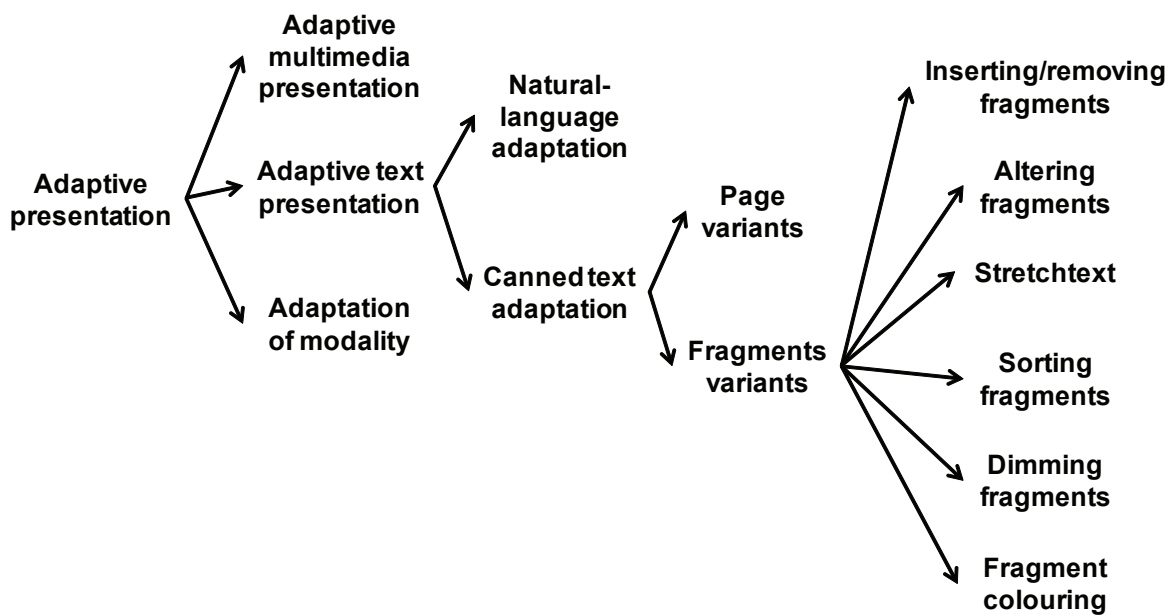 Adaptive
presentation
Adaptive
multimedia
presentation
Adaptive text
presentation
Adaptation
of modality
Natural-
language
adaptation
Canned text
adaptation
Page
variants
Fragments
variants
Inserting/removing
fragments
Altering
fragments
Stretchtext
Sorting
fragments
Dimming
fragments
Fragment
colouring